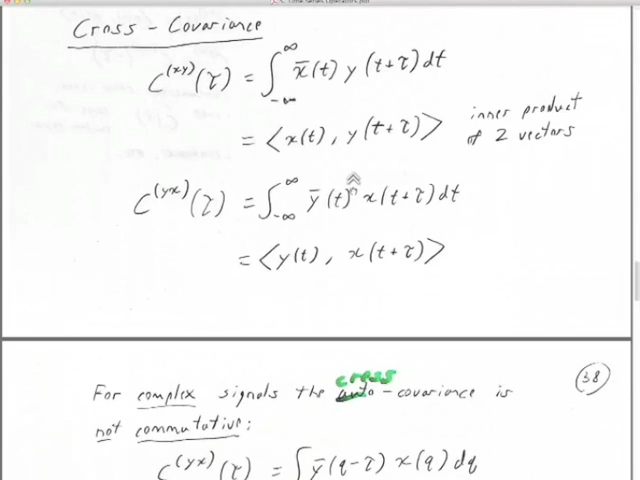 Cross - Covariance
C^(xy)(τ) = ∫_{-∞}^{∞} x̄(t) y(t+τ) dt
= <x(t), y(t+τ)> inner product of 2 vectors
C^(yx)(τ) = ∫_{-∞}^{∞} ȳ(t) x(t+τ) dt
= <y(t), x(t+τ)>
38
cross
For complex signals the auto-covariance is
not commutative:
C^(yx)(τ) = ∫ ȳ(q-τ) x(q) dq